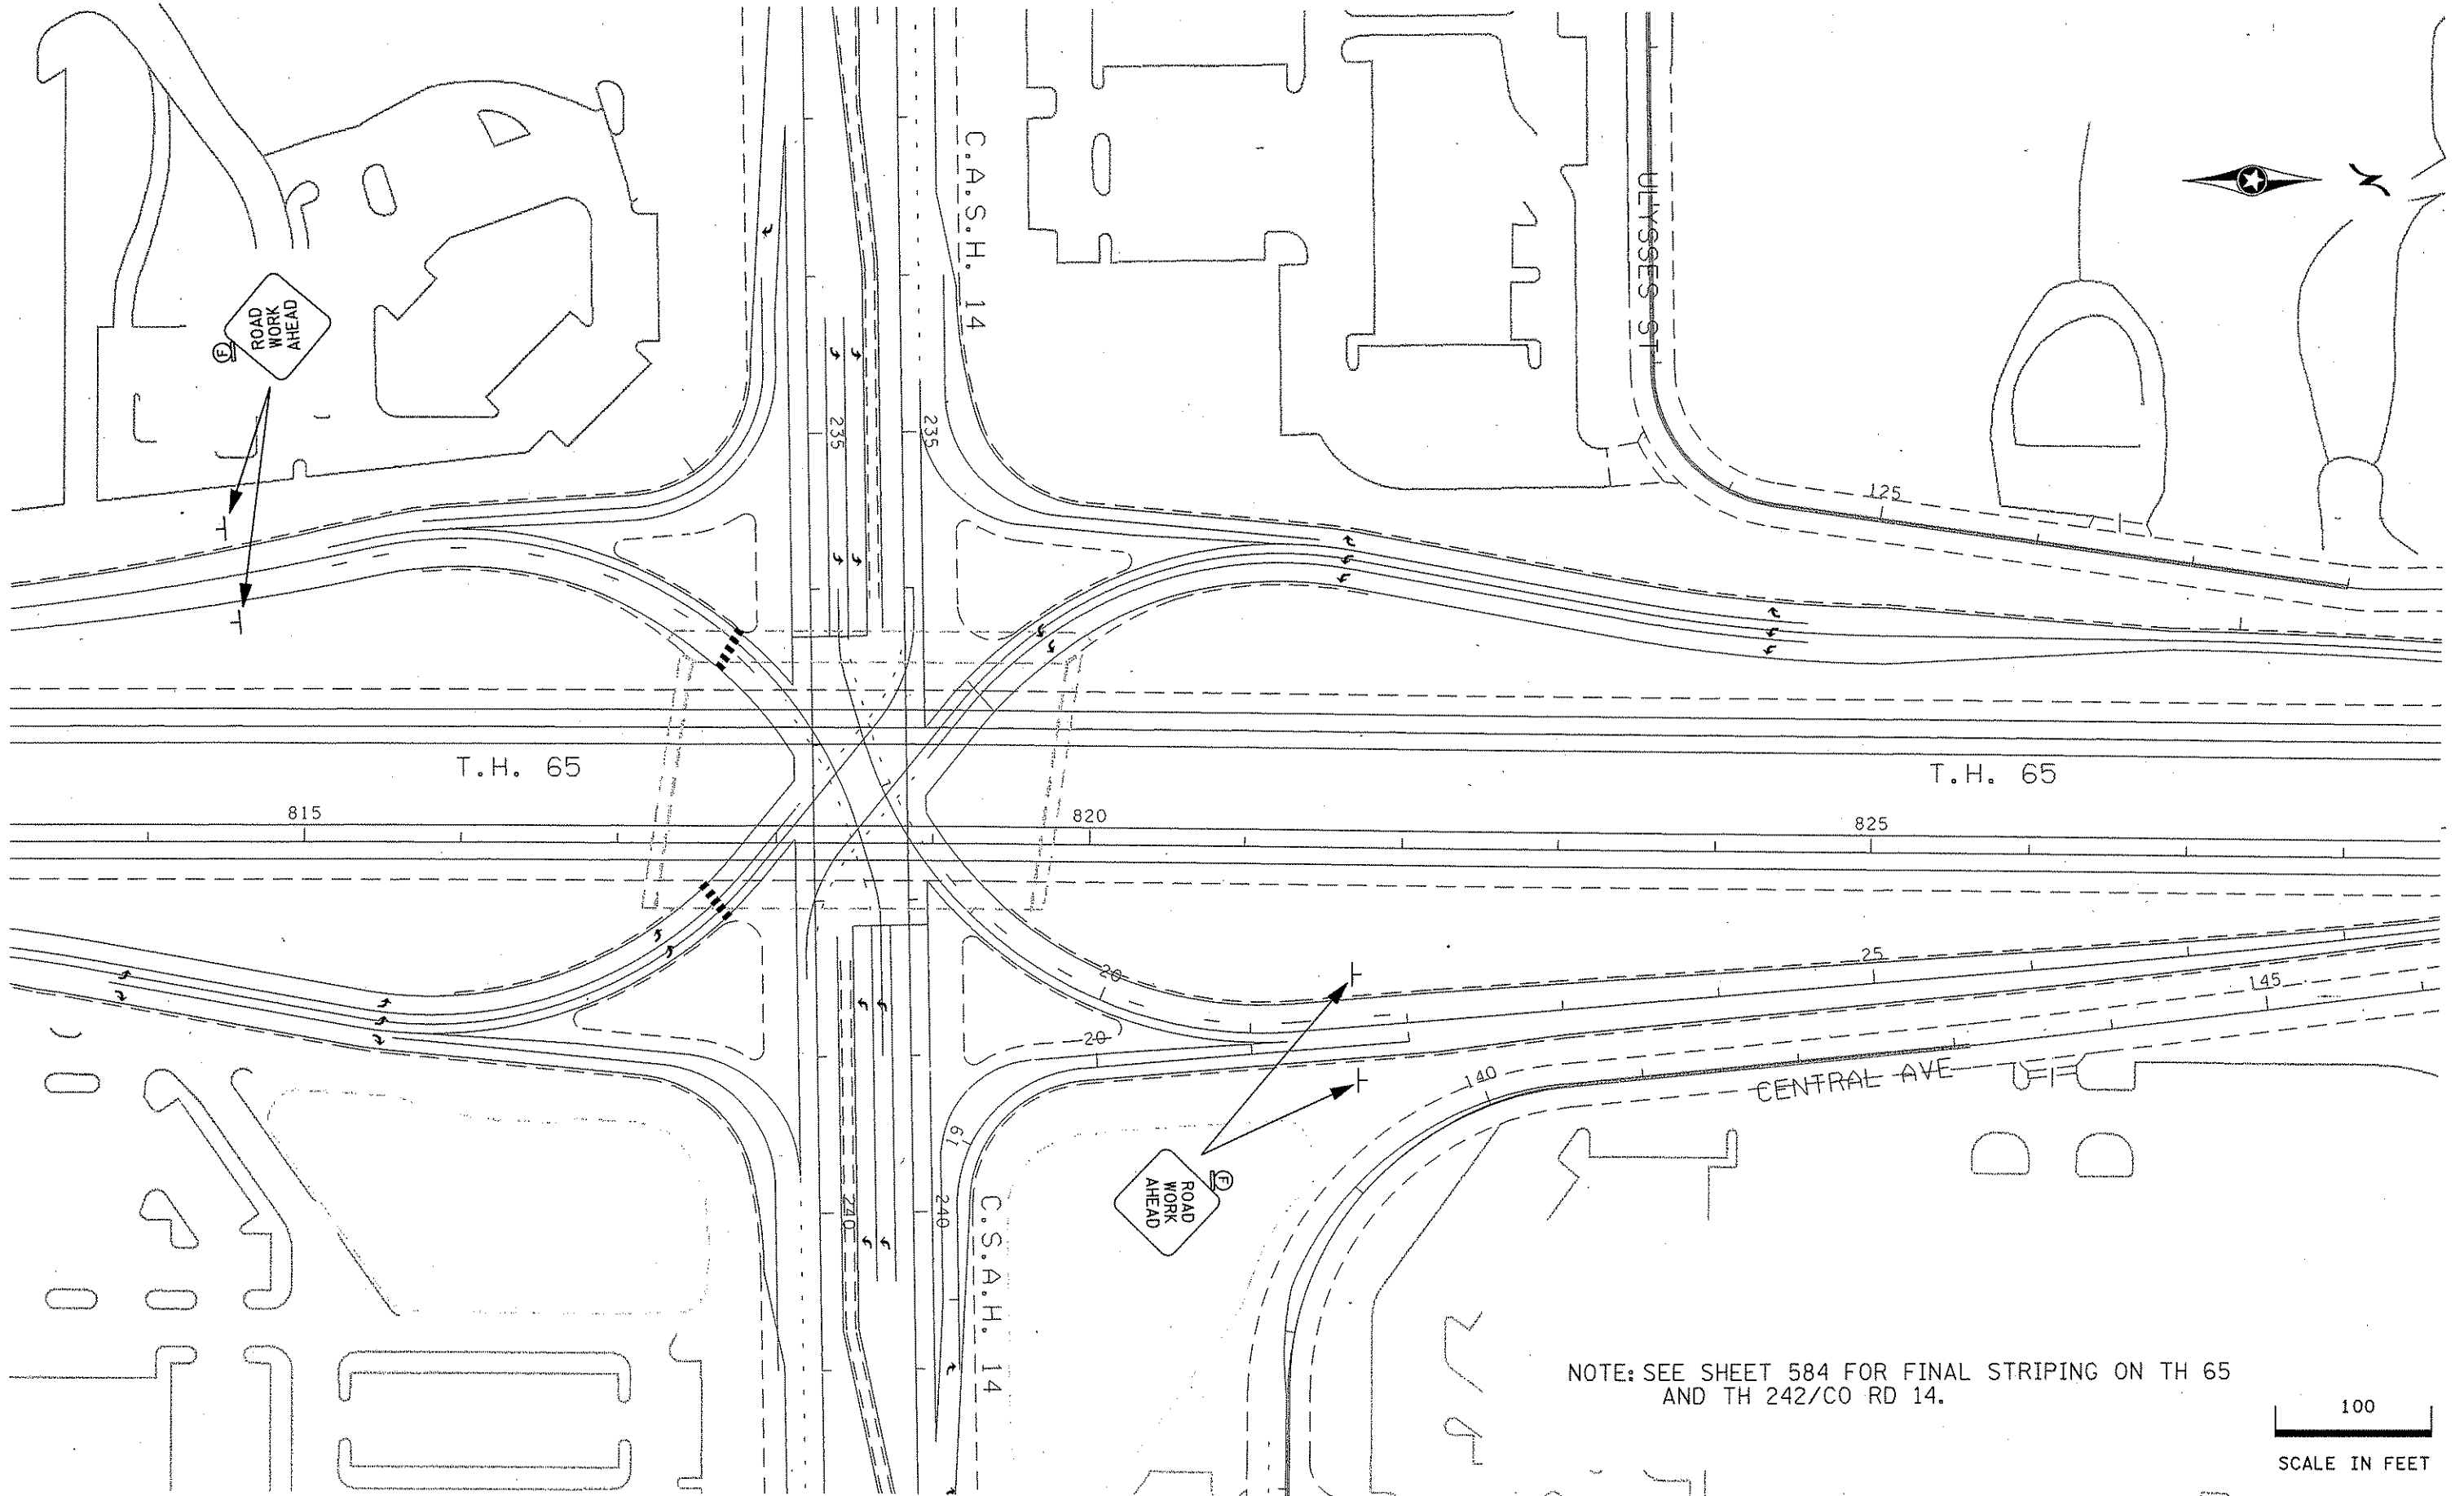 C.A.S.H. 14
ULYSSES ST
N
ROAD
WORK
AHEAD
F
235
235
125
T.H. 65
T.H. 65
815
820
825
20
25
20
145
140
CENTRAL AVE
19
F
ROAD
WORK
AHEAD
240
240
C.S.A.H. 14
NOTE: SEE SHEET 584 FOR FINAL STRIPING ON TH 65
AND TH 242/CO RD 14.
100
SCALE IN FEET